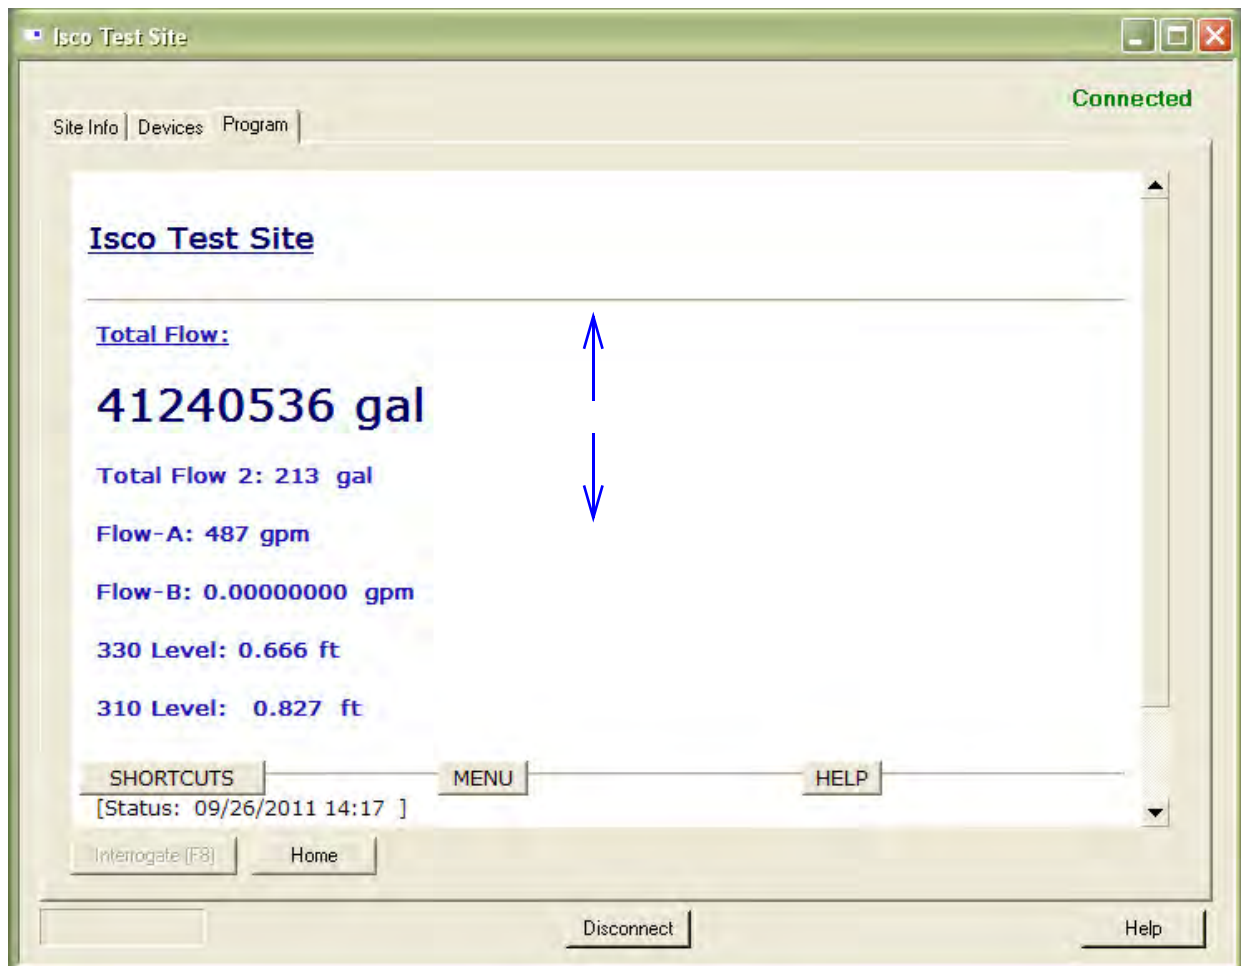 Isco Test Site
Connected
Site Info Devices Program
Isco Test Site
Total Flow:
41240536 gal
Total Flow 2: 213 gal
Flow-A: 487 gpm
Flow-B: 0.00000000 gpm
330 Level: 0.666 ft
310 Level: 0.827 ft
SHORTCUTS MENU HELP
[Status: 09/26/2011 14:17 ]
Interrogate (F8) Home
Disconnect Help